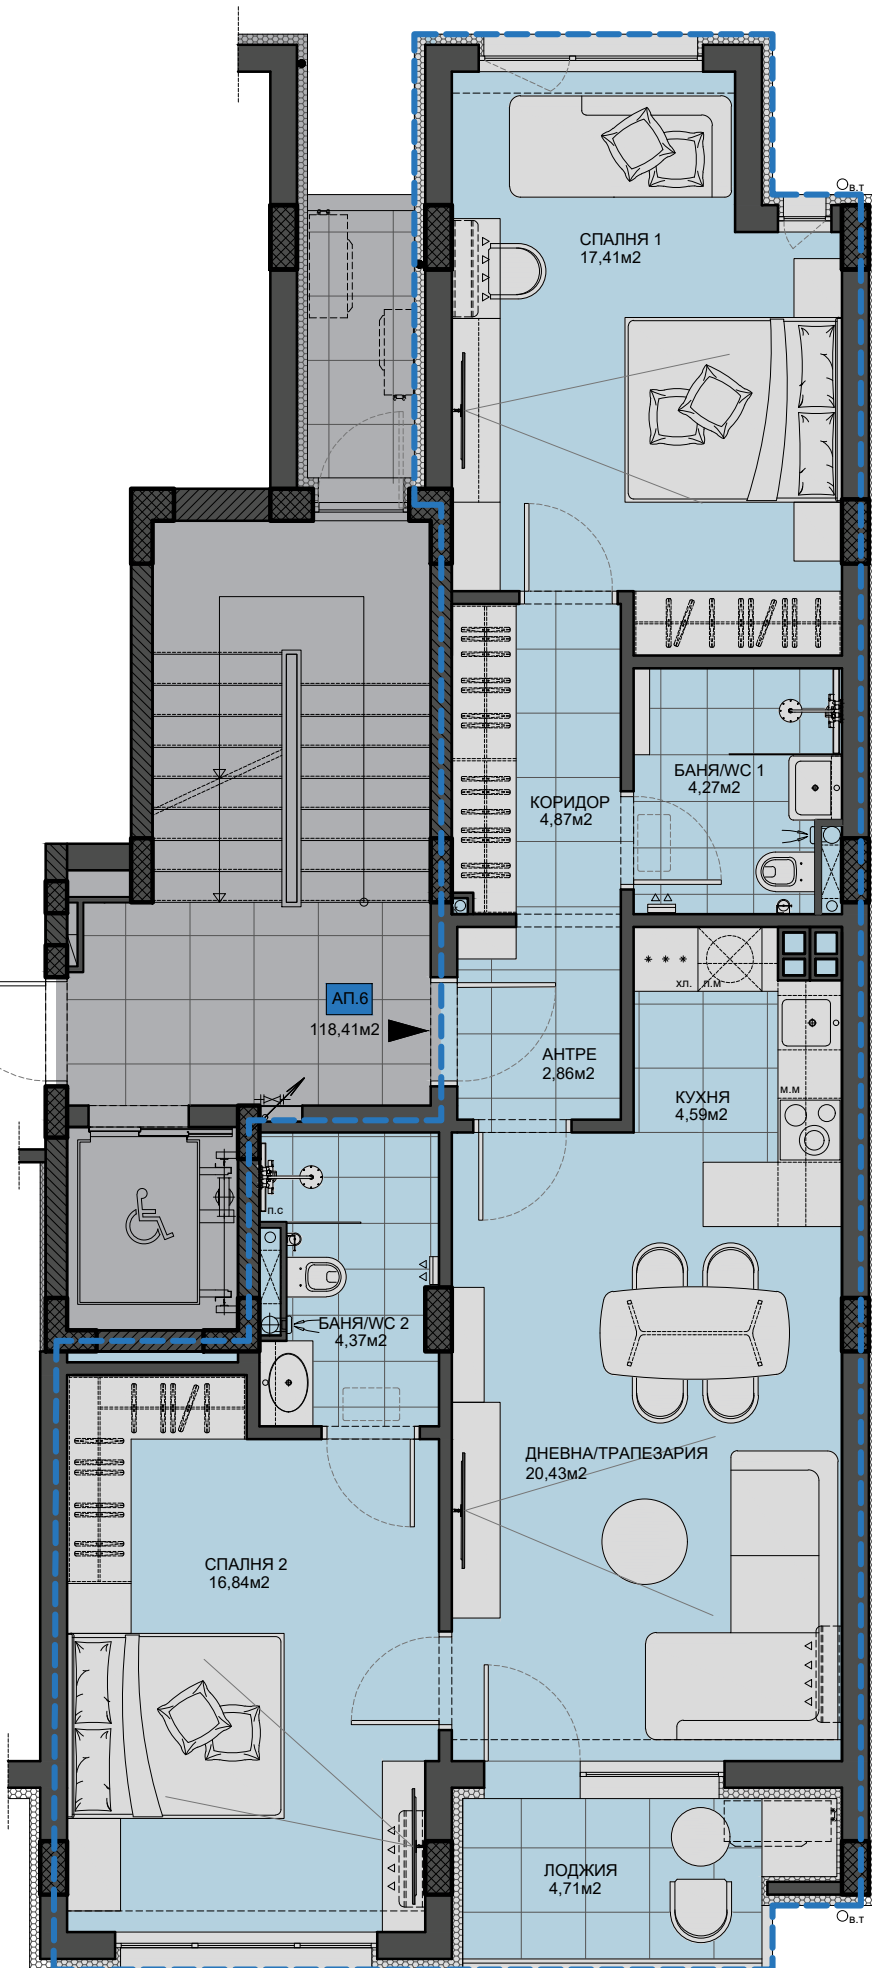 в.т
СПАЛНЯ 1
17,41м2
БАНЯ/WC 1
4,27м2
КОРИДОР
4,87м2
хл.
п.м
АП.6
118,41м2
АНТРЕ
2,86м2
КУХНЯ
4,59м2
м.м
п.с
БАНЯ/WC 2
4,37м2
ДНЕВНА/ТРАПЕЗАРИЯ
20,43м2
СПАЛНЯ 2
16,84м2
ЛОДЖИЯ
4,71м2
в.т